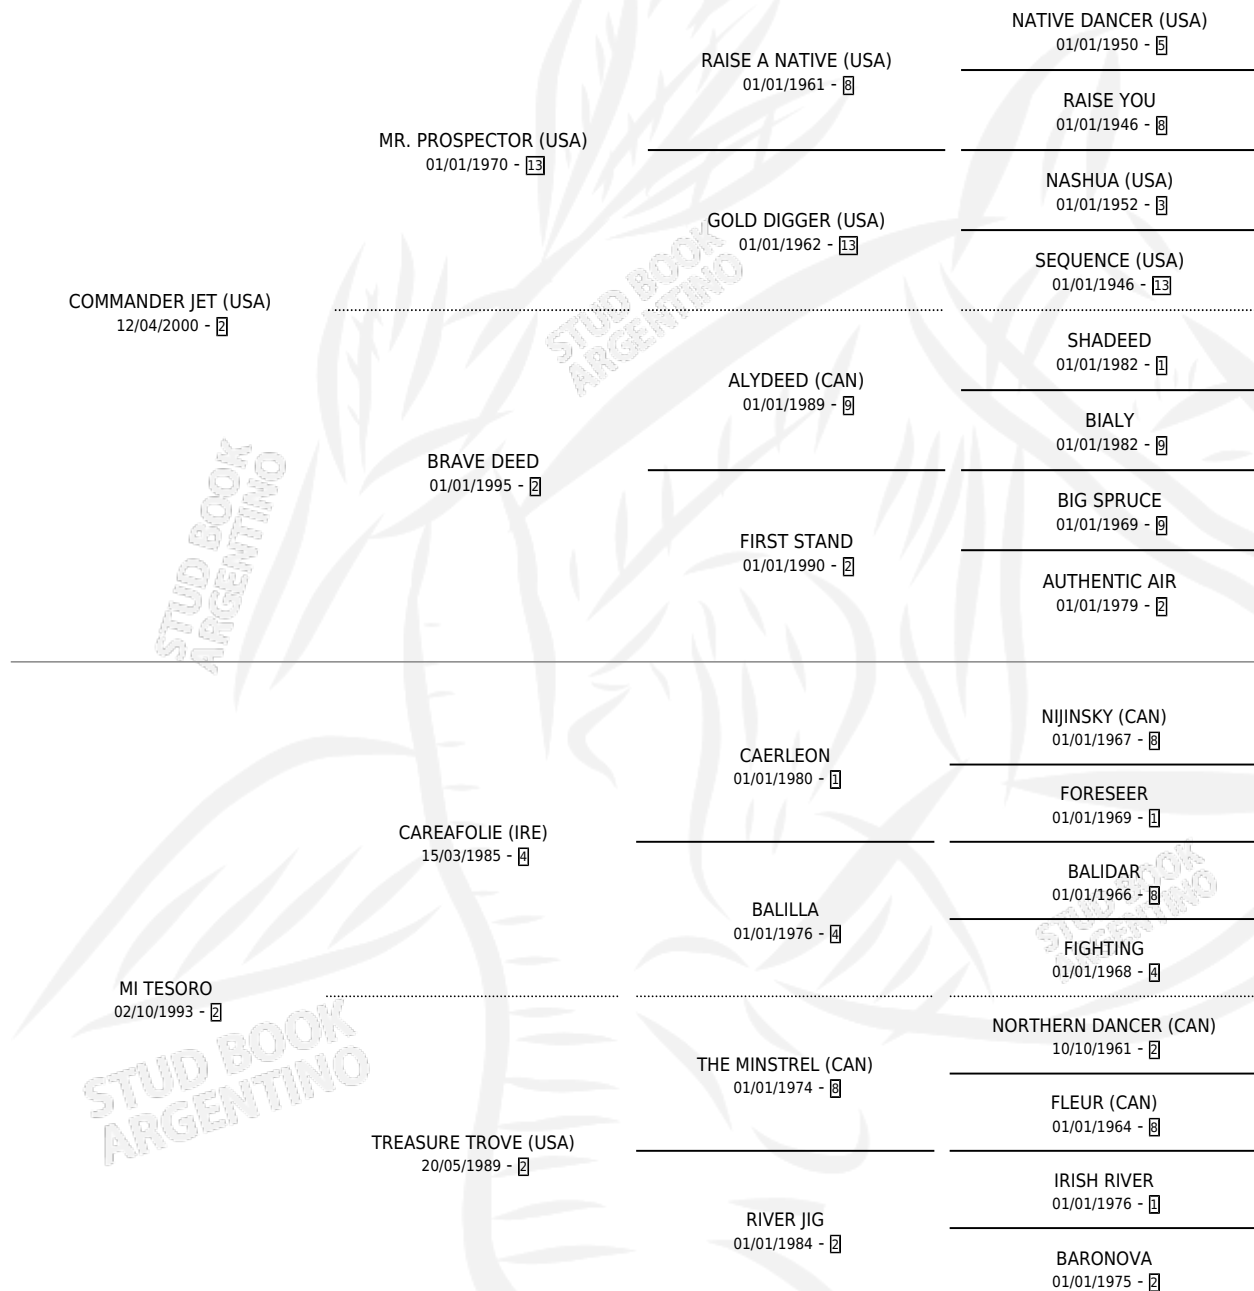 NATIVE DANCER (USA)
01/01/1950 - 5
RAISE A NATIVE (USA)
01/01/1961 - 8
RAISE YOU
01/01/1946 - 8
MR. PROSPECTOR (USA)
01/01/1970 - 13
NASHUA (USA)
01/01/1952 - 3
GOLD DIGGER (USA)
01/01/1962 - 13
SEQUENCE (USA)
01/01/1946 - 13
COMMANDER JET (USA)
12/04/2000 - 2
SHADEED
01/01/1982 - 1
ALYDEED (CAN)
01/01/1989 - 9
BIALY
01/01/1982 - 9
BRAVE DEED
01/01/1995 - 2
BIG SPRUCE
01/01/1969 - 9
FIRST STAND
01/01/1990 - 2
AUTHENTIC AIR
01/01/1979 - 2
NIJINSKY (CAN)
01/01/1967 - 8
CAERLEON
01/01/1980 - 1
FORESEER
01/01/1969 - 1
CAREAFOLIE (IRE)
15/03/1985 - 4
BALIDAR
01/01/1966 - 8
BALILLA
01/01/1976 - 4
FIGHTING
01/01/1968 - 4
MI TESORO
02/10/1993 - 2
NORTHERN DANCER (CAN)
10/10/1961 - 2
THE MINSTREL (CAN)
01/01/1974 - 8
FLEUR (CAN)
01/01/1964 - 8
TREASURE TROVE (USA)
20/05/1989 - 2
IRISH RIVER
01/01/1976 - 1
RIVER JIG
01/01/1984 - 2
BARONOVA
01/01/1975 - 2
STUD BOOK
ARGENTINO
STUD BOOK
ARGENTINO
STUD BOOK
ARGENTINO
STUD BOOK
ARGENTINO